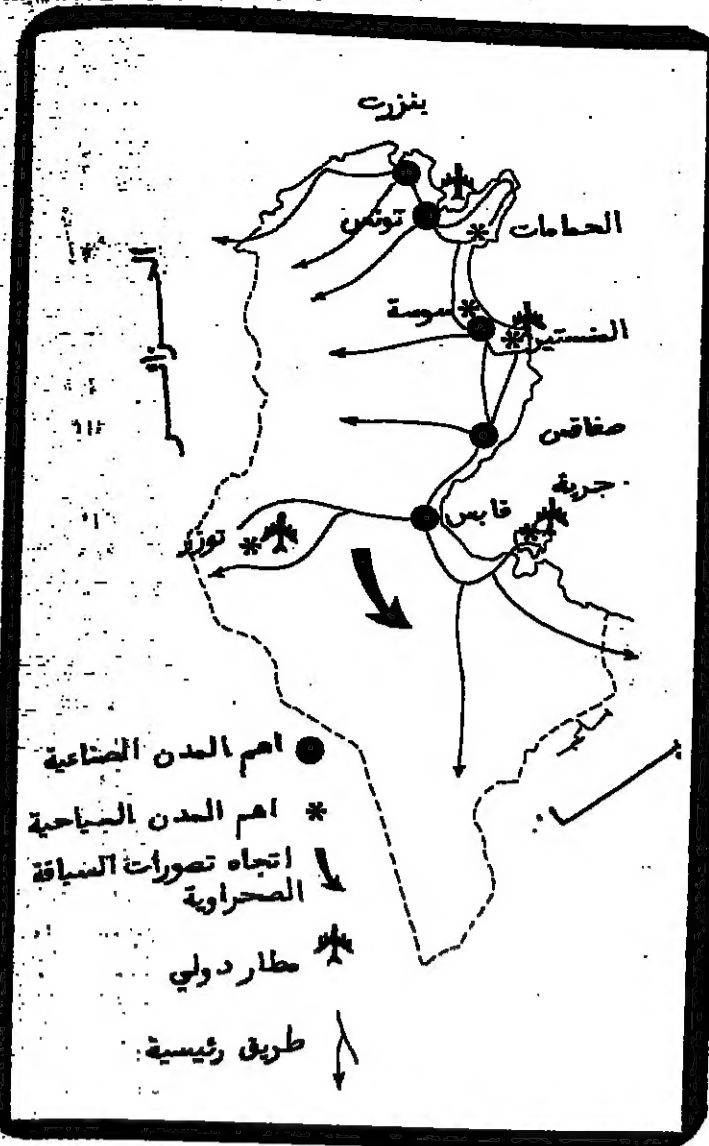 بنزرت
تونس
الحمامات
سوسة
المنستير
صفاقس
جربة
قابس
توزر
اهم المدن الصناعية
اهم المدن السياحية
اتجاه تصورات السياقة
الصحراوية
مطار دولي
طريق رئيسية